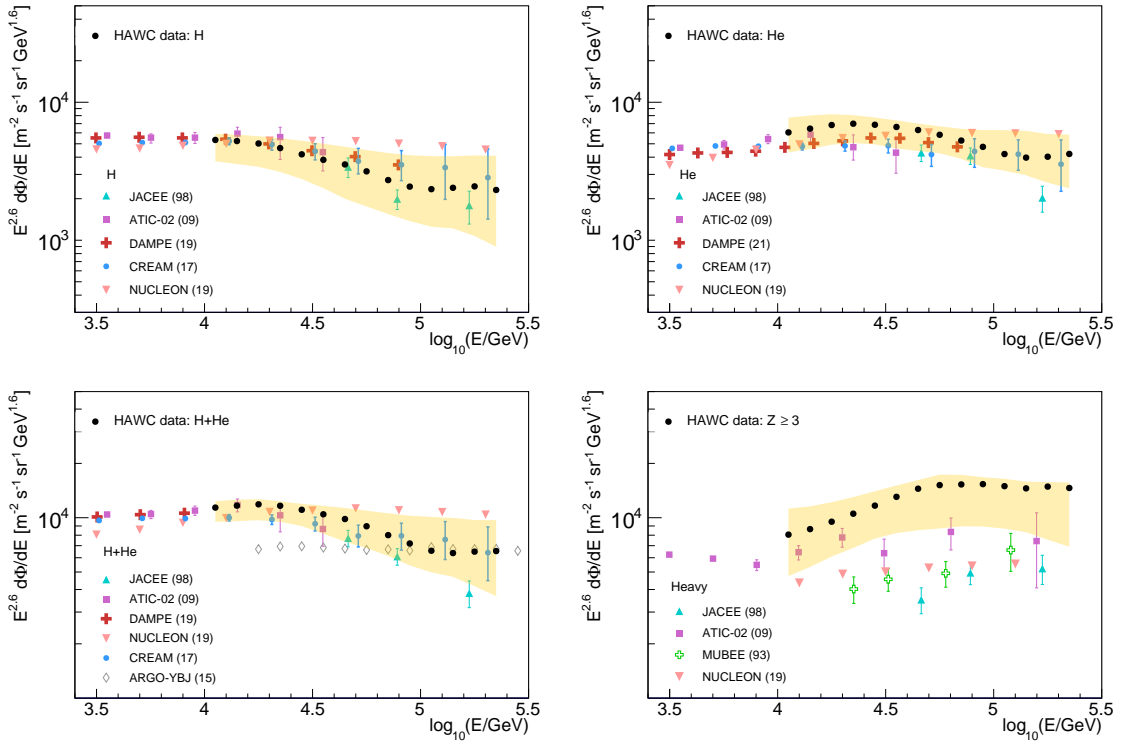 E^2.6 dΦ/dE [m^-2 s^-1 sr^-1 GeV^1.6]
10^4
10^3
HAWC data: H
H
JACEE (98)
ATIC-02 (09)
DAMPE (19)
CREAM (17)
NUCLEON (19)
3.5 4 4.5 5 5.5
log10(E/GeV)
E^2.6 dΦ/dE [m^-2 s^-1 sr^-1 GeV^1.6]
10^4
10^3
HAWC data: He
He
JACEE (98)
ATIC-02 (09)
DAMPE (21)
CREAM (17)
NUCLEON (19)
3.5 4 4.5 5 5.5
log10(E/GeV)
E^2.6 dΦ/dE [m^-2 s^-1 sr^-1 GeV^1.6]
10^4
HAWC data: H+He
H+He
JACEE (98)
ATIC-02 (09)
DAMPE (19)
NUCLEON (19)
CREAM (17)
ARGO-YBJ (15)
3.5 4 4.5 5 5.5
log10(E/GeV)
E^2.6 dΦ/dE [m^-2 s^-1 sr^-1 GeV^1.6]
10^4
HAWC data: Z ≥ 3
Heavy
JACEE (98)
ATIC-02 (09)
MUBEE (93)
NUCLEON (19)
3.5 4 4.5 5 5.5
log10(E/GeV)